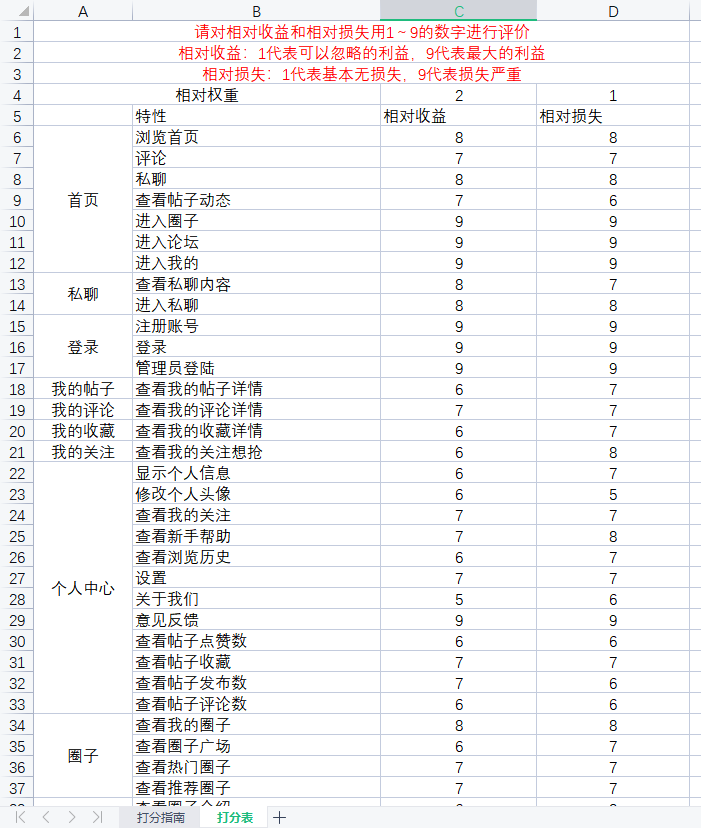 A B C D
1 请对相对收益和相对损失用1～9的数字进行评价
2 相对收益：1代表可以忽略的利益，9代表最大的利益
3 相对损失：1代表基本无损失，9代表损失严重
4 相对权重 2 1
5 特性 相对收益 相对损失
6 浏览首页 8 8
7 评论 7 7
8 私聊 8 8
9 首页 查看帖子动态 7 6
10 进入圈子 9 9
11 进入论坛 9 9
12 进入我的 9 9
13 私聊 查看私聊内容 8 7
14 进入私聊 8 8
15 注册账号 9 9
16 登录 登录 9 9
17 管理员登陆 9 9
18 我的帖子 查看我的帖子详情 6 7
19 我的评论 查看我的评论详情 7 7
20 我的收藏 查看我的收藏详情 6 7
21 我的关注 查看我的关注想抢 6 8
22 显示个人信息 6 7
23 修改个人头像 6 5
24 查看我的关注 7 7
25 查看新手帮助 7 8
26 查看浏览历史 6 7
27 个人中心 设置 7 7
28 关于我们 5 6
29 意见反馈 9 9
30 查看帖子点赞数 6 6
31 查看帖子收藏 7 7
32 查看帖子发布数 7 6
33 查看帖子评论数 6 6
34 查看我的圈子 8 8
35 圈子 查看圈子广场 6 7
36 查看热门圈子 7 7
37 查看推荐圈子 7 7
打分指南 打分表